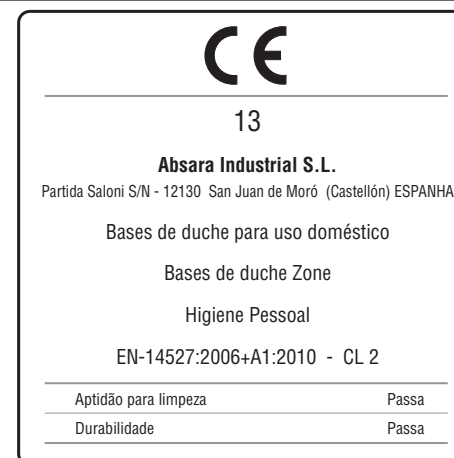 CE
13
Absara Industrial S.L.
Partida Saloni S/N - 12130 San Juan de Moró (Castellón) ESPANHA
Bases de duche para uso doméstico
Bases de duche Zone
Higiene Pessoal
EN-14527:2006+A1:2010 - CL 2
Aptidão para limpeza Passa
Durabilidade Passa